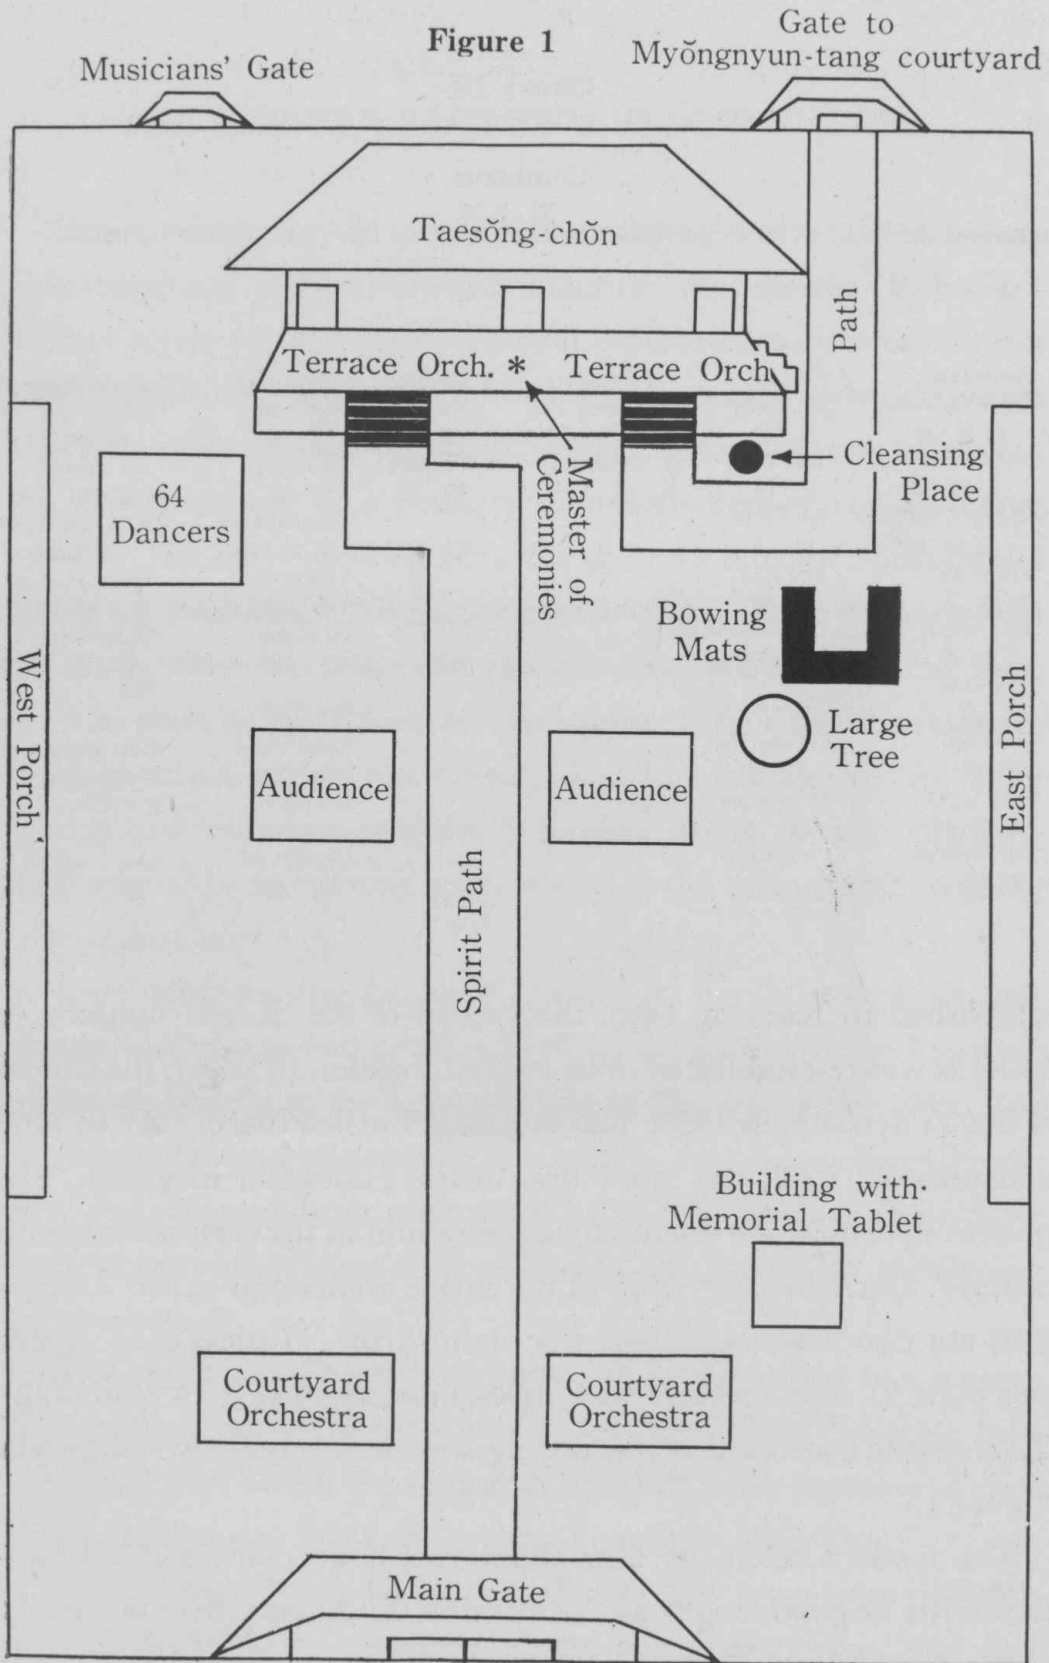 Figure 1
Musicians' Gate
Gate to
Myŏngnyun-tang courtyard
Taesŏng-chŏn
Path
Terrace Orch. *
Terrace Orch
Master of
Ceremonies
Cleansing
Place
64
Dancers
Bowing
Mats
Large
Tree
West Porch
East Porch
Audience
Audience
Spirit Path
Building with
Memorial Tablet
Courtyard
Orchestra
Courtyard
Orchestra
Main Gate